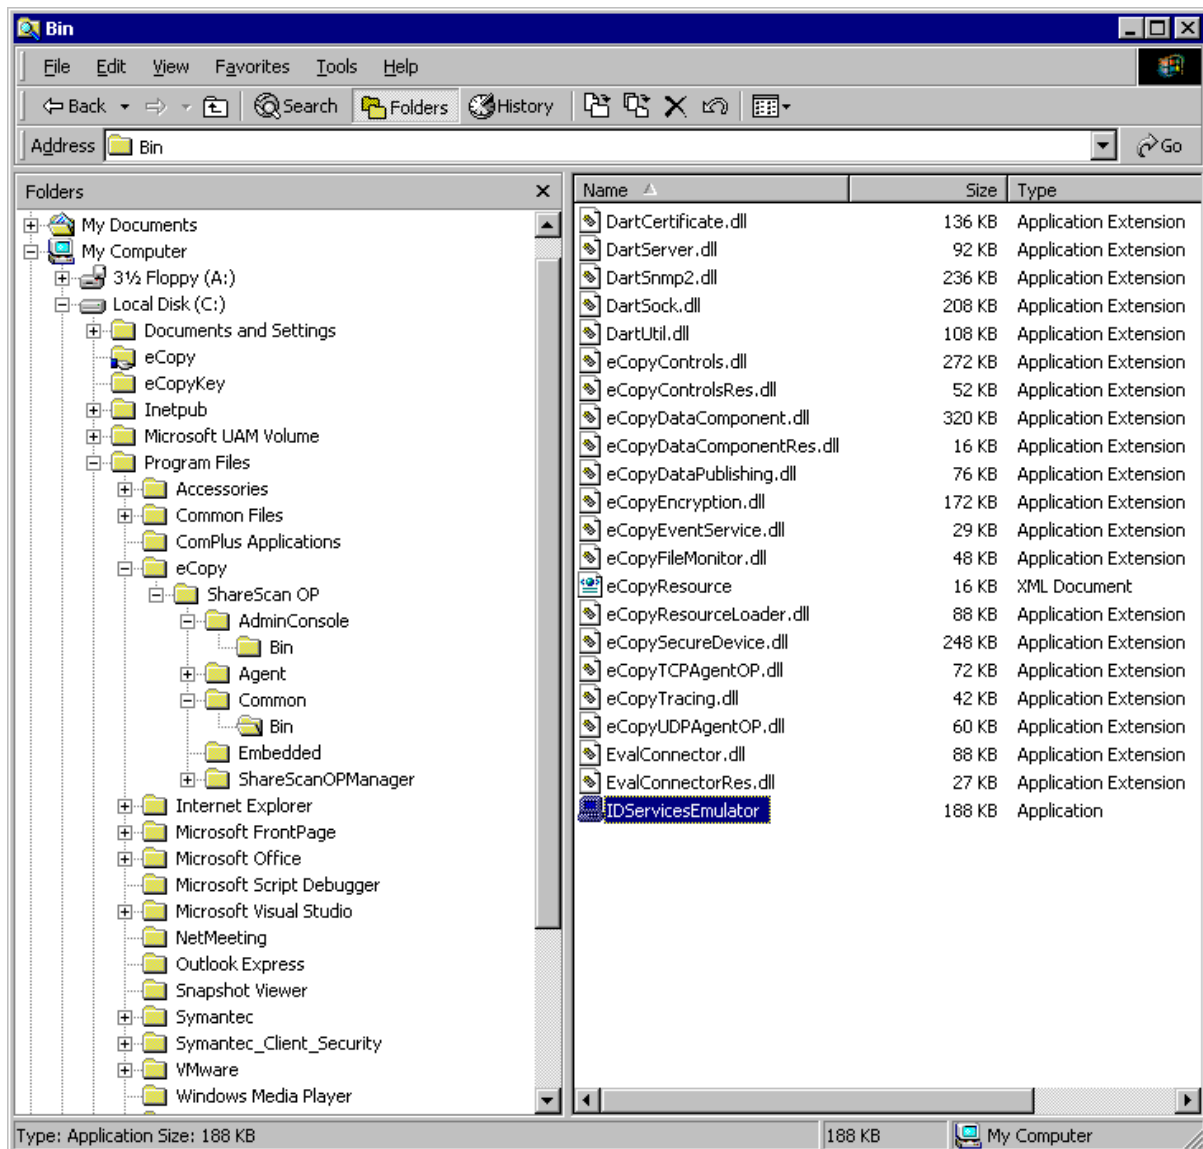 Bin
File Edit View Favorites Tools Help
Back Search Folders History
Address Bin Go
Folders
My Documents
My Computer
3½ Floppy (A:)
Local Disk (C:)
Documents and Settings
eCopy
eCopyKey
Inetpub
Microsoft UAM Volume
Program Files
Accessories
Common Files
ComPlus Applications
eCopy
ShareScan OP
AdminConsole
Bin
Agent
Common
Bin
Embedded
ShareScanOPManager
Internet Explorer
Microsoft FrontPage
Microsoft Office
Microsoft Script Debugger
Microsoft Visual Studio
NetMeeting
Outlook Express
Snapshot Viewer
Symantec
Symantec_Client_Security
VMware
Windows Media Player
Name Size Type
DartCertificate.dll 136 KB Application Extension
DartServer.dll 92 KB Application Extension
DartSnmp2.dll 236 KB Application Extension
DartSock.dll 208 KB Application Extension
DartUtil.dll 108 KB Application Extension
eCopyControls.dll 272 KB Application Extension
eCopyControlsRes.dll 52 KB Application Extension
eCopyDataComponent.dll 320 KB Application Extension
eCopyDataComponentRes.dll 16 KB Application Extension
eCopyDataPublishing.dll 76 KB Application Extension
eCopyEncryption.dll 172 KB Application Extension
eCopyEventService.dll 29 KB Application Extension
eCopyFileMonitor.dll 48 KB Application Extension
eCopyResource 16 KB XML Document
eCopyResourceLoader.dll 88 KB Application Extension
eCopySecureDevice.dll 248 KB Application Extension
eCopyTCPAgentOP.dll 72 KB Application Extension
eCopyTracing.dll 42 KB Application Extension
eCopyUDPAgentOP.dll 60 KB Application Extension
EvalConnector.dll 88 KB Application Extension
EvalConnectorRes.dll 27 KB Application Extension
IDServicesEmulator 188 KB Application
Type: Application Size: 188 KB 188 KB My Computer